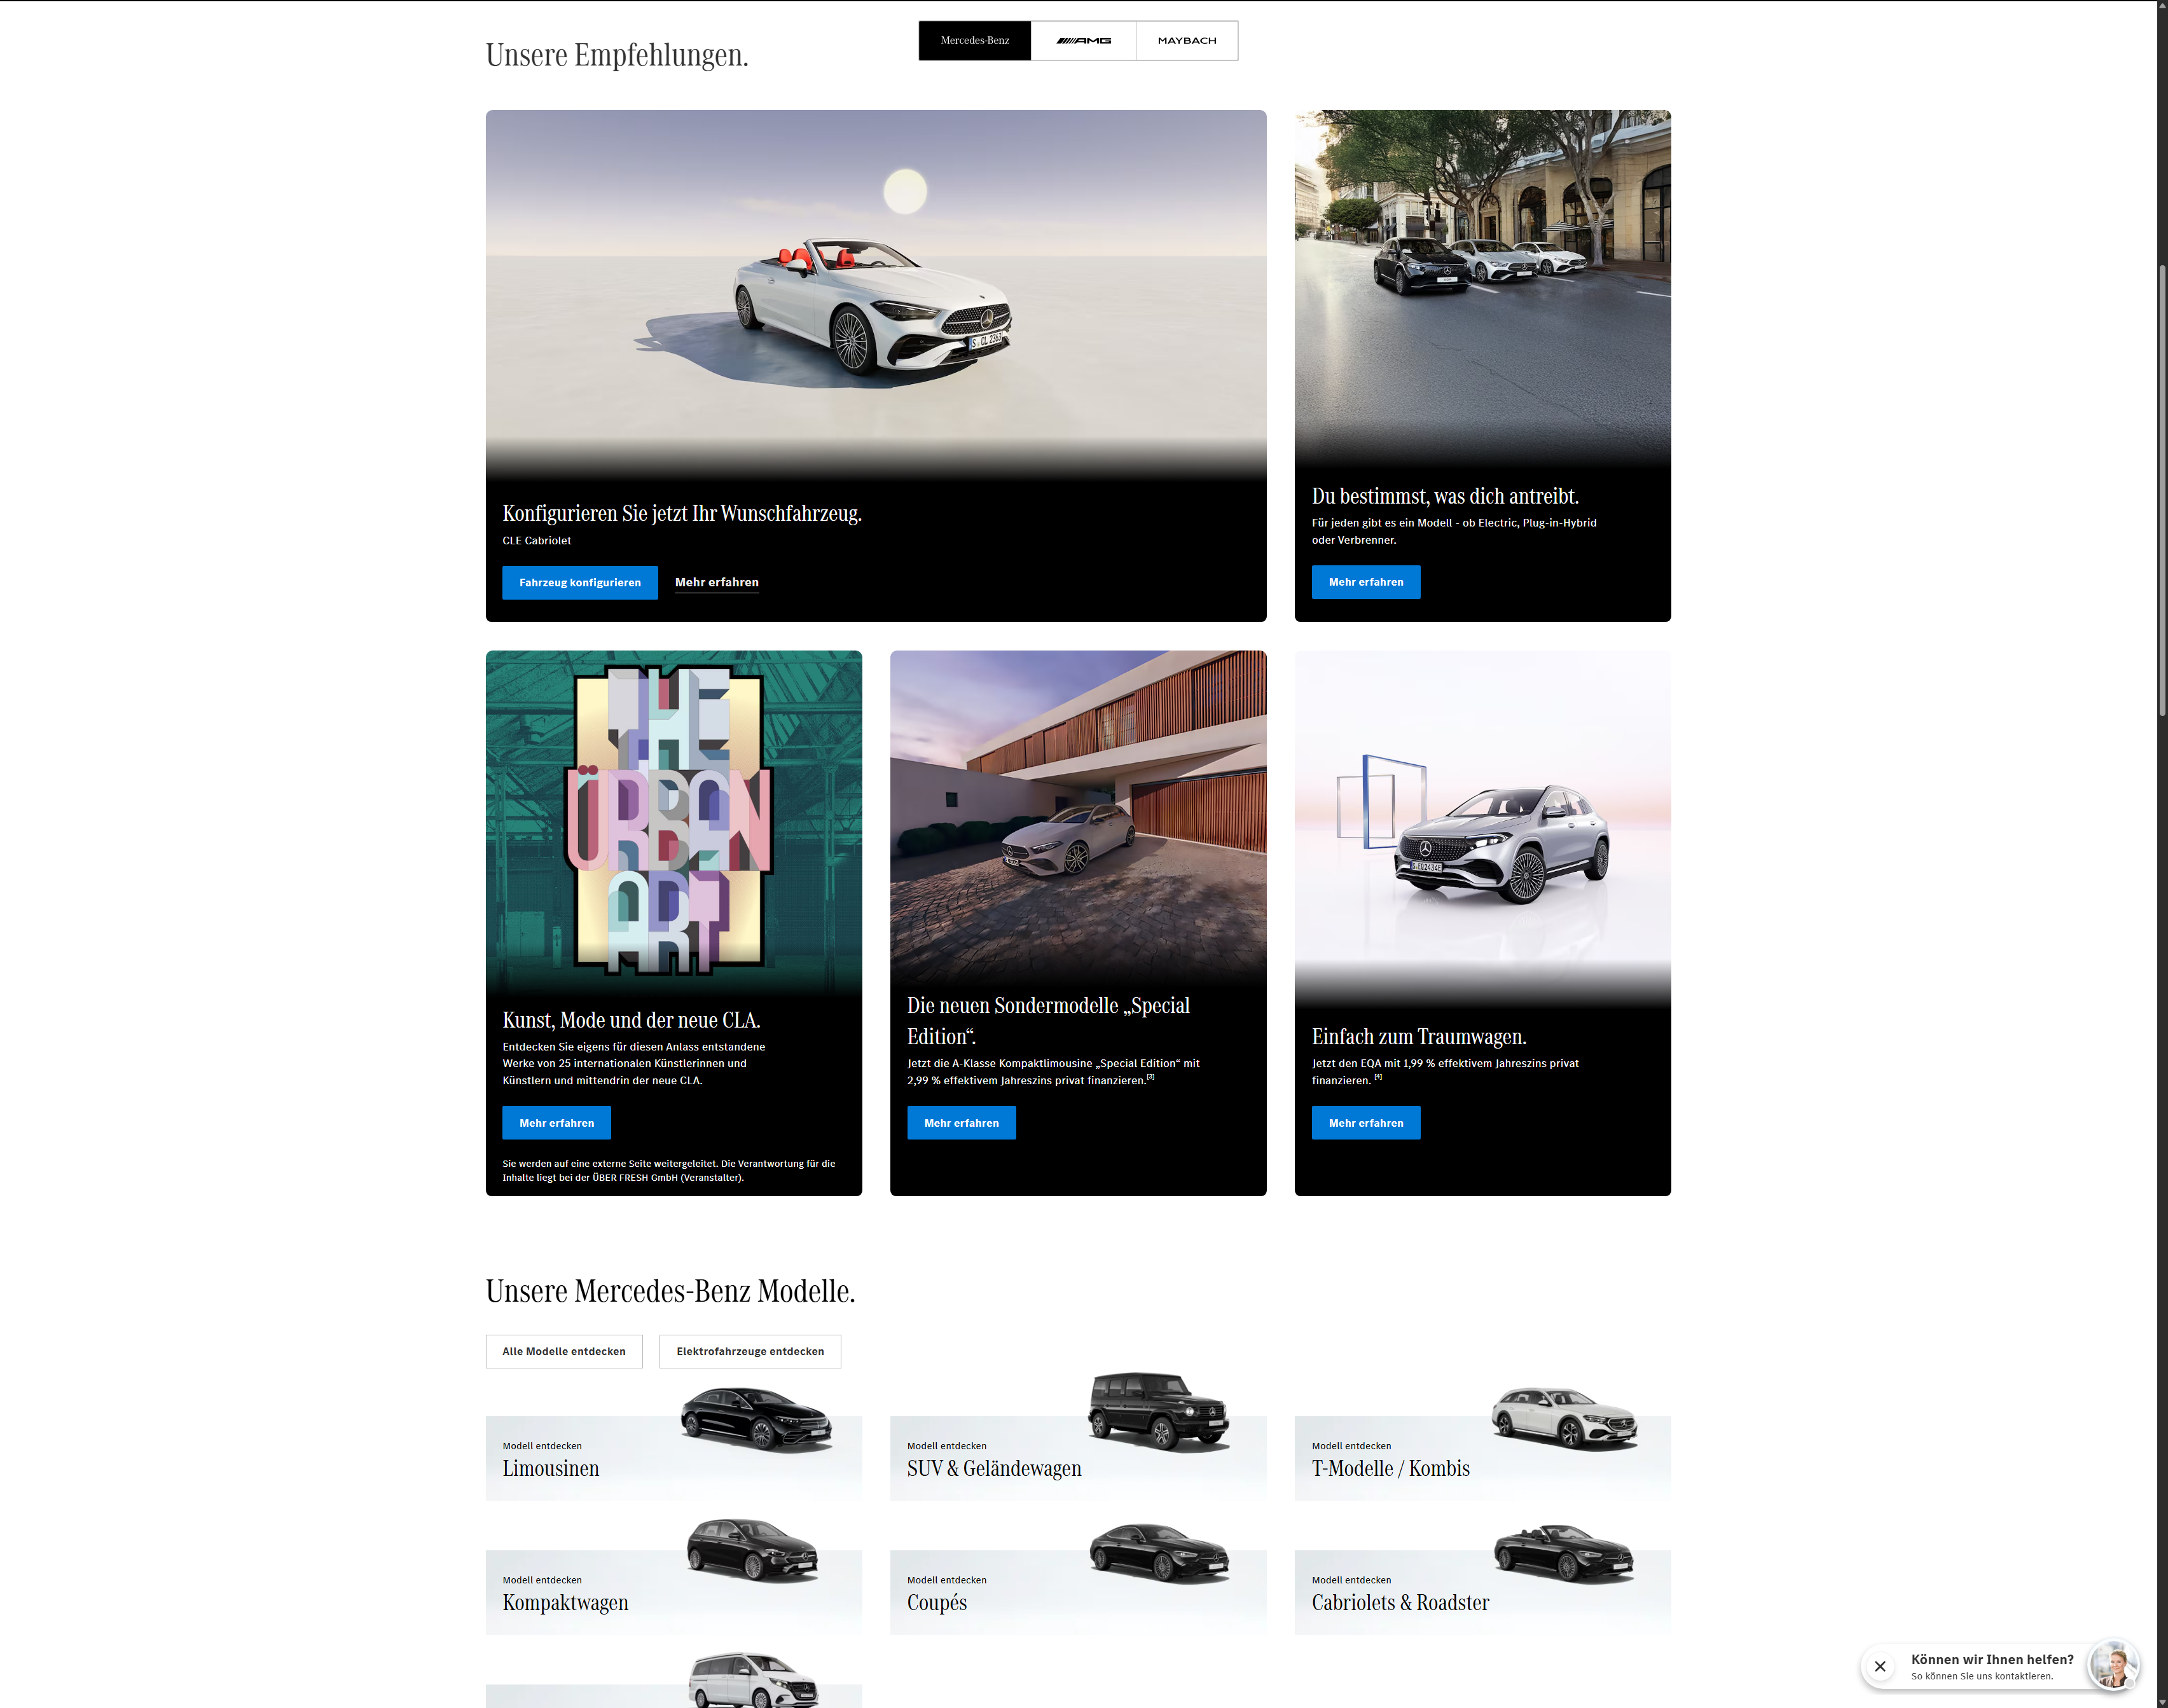 Unsere Empfehlungen.
Mercedes-Benz
AMG
MAYBACH
S CL 2363
Konfigurieren Sie jetzt Ihr Wunschfahrzeug.
CLE Cabriolet
Fahrzeug konfigurieren
Mehr erfahren
Du bestimmst, was dich antreibt.
Für jeden gibt es ein Modell - ob Electric, Plug-in-Hybrid
oder Verbrenner.
Mehr erfahren
THE
ÜRBAN
ART
Kunst, Mode und der neue CLA.
Entdecken Sie eigens für diesen Anlass entstandene
Werke von 25 internationalen Künstlerinnen und
Künstlern und mittendrin der neue CLA.
Mehr erfahren
Sie werden auf eine externe Seite weitergeleitet. Die Verantwortung für die
Inhalte liegt bei der ÜBER FRESH GmbH (Veranstalter).
Die neuen Sondermodelle „Special
Edition“.
Jetzt die A-Klasse Kompaktlimousine „Special Edition“ mit
2,99 % effektivem Jahreszins privat finanzieren.[3]
Mehr erfahren
S EQ2434E
Einfach zum Traumwagen.
Jetzt den EQA mit 1,99 % effektivem Jahreszins privat
finanzieren. [4]
Mehr erfahren
Unsere Mercedes-Benz Modelle.
Alle Modelle entdecken
Elektrofahrzeuge entdecken
Modell entdecken
Limousinen
Modell entdecken
SUV & Geländewagen
Modell entdecken
T-Modelle / Kombis
Modell entdecken
Kompaktwagen
Modell entdecken
Coupés
Modell entdecken
Cabriolets & Roadster
Können wir Ihnen helfen?
So können Sie uns kontaktieren.